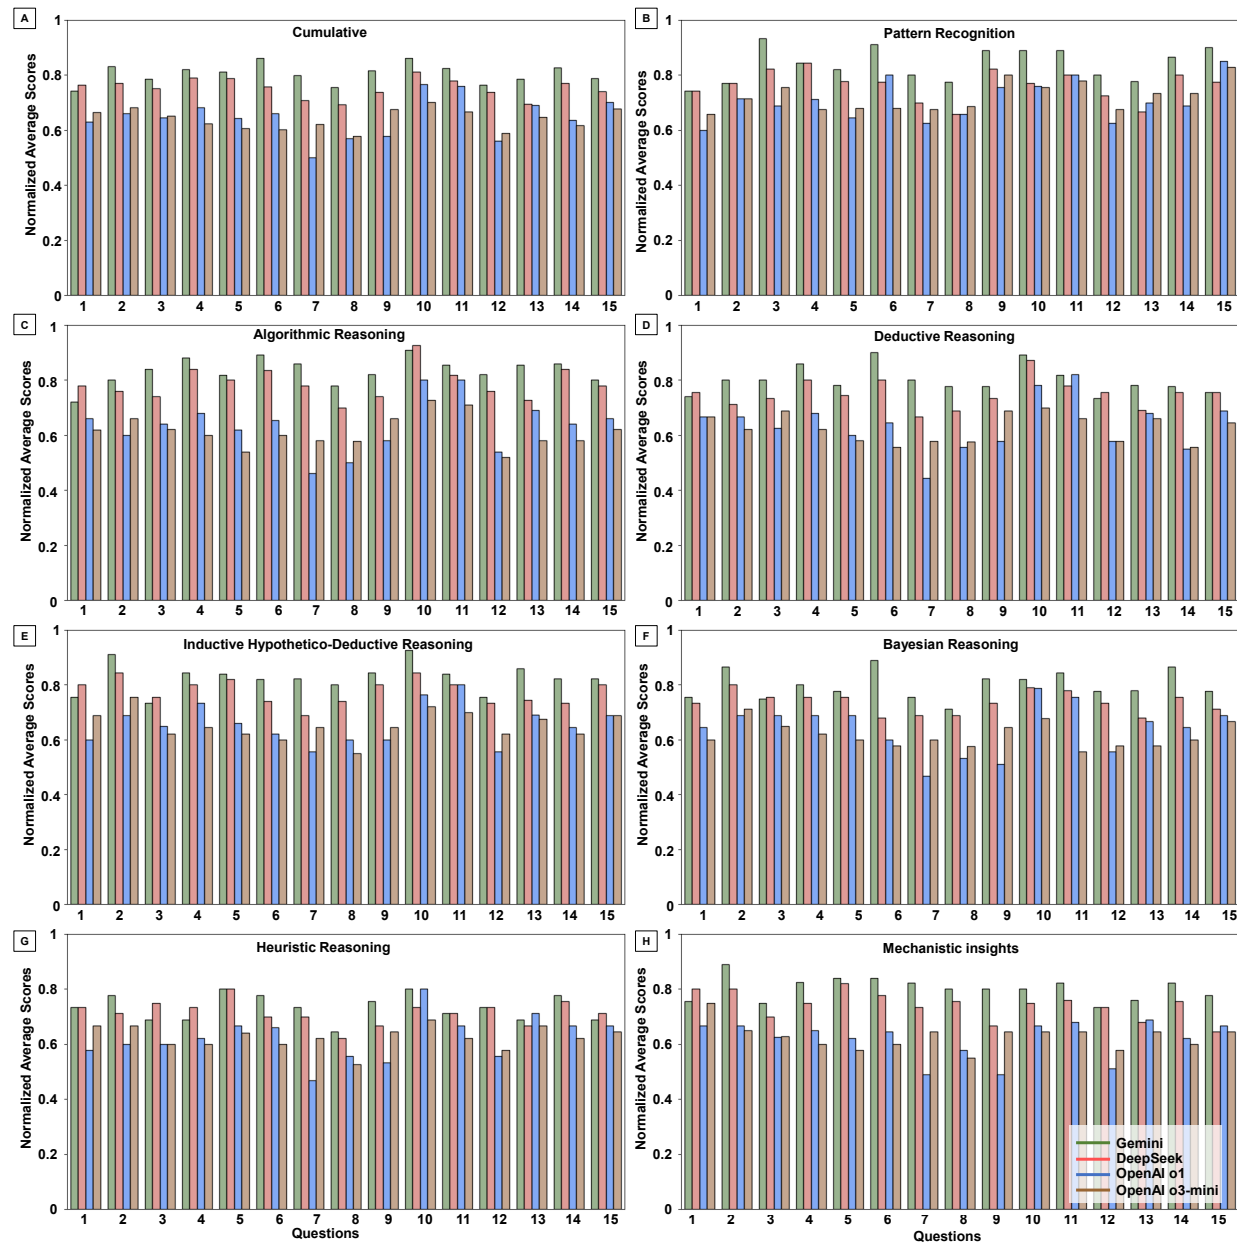 A
Cumulative
Normalized Average Scores
1
0.8
0.6
0.4
0.2
0
1 2 3 4 5 6 7 8 9 10 11 12 13 14 15
B
Pattern Recognition
Normalized Average Scores
1
0.8
0.6
0.4
0.2
0
1 2 3 4 5 6 7 8 9 10 11 12 13 14 15
C
Algorithmic Reasoning
Normalized Average Scores
1
0.8
0.6
0.4
0.2
0
1 2 3 4 5 6 7 8 9 10 11 12 13 14 15
D
Deductive Reasoning
Normalized Average Scores
1
0.8
0.6
0.4
0.2
0
1 2 3 4 5 6 7 8 9 10 11 12 13 14 15
E
Inductive Hypothetico-Deductive Reasoning
Normalized Average Scores
1
0.8
0.6
0.4
0.2
0
1 2 3 4 5 6 7 8 9 10 11 12 13 14 15
F
Bayesian Reasoning
Normalized Average Scores
1
0.8
0.6
0.4
0.2
0
1 2 3 4 5 6 7 8 9 10 11 12 13 14 15
G
Heuristic Reasoning
Normalized Average Scores
1
0.8
0.6
0.4
0.2
0
1 2 3 4 5 6 7 8 9 10 11 12 13 14 15
Questions
H
Mechanistic insights
Normalized Average Scores
1
0.8
0.6
0.4
0.2
0
Gemini
DeepSeek
OpenAI o1
OpenAI o3-mini
1 2 3 4 5 6 7 8 9 10 11 12 13 14 15
Questions